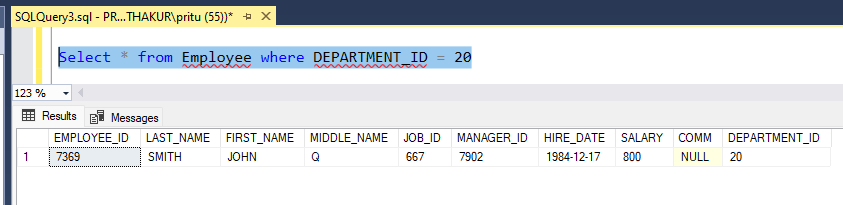 SQLQuery3.sql - PR...THAKUR\pritu (55))*
Select * from Employee where DEPARTMENT_ID = 20
123 %
Results Messages
EMPLOYEE_ID LAST_NAME FIRST_NAME MIDDLE_NAME JOB_ID MANAGER_ID HIRE_DATE SALARY COMM DEPARTMENT_ID
1 7369 SMITH JOHN Q 667 7902 1984-12-17 800 NULL 20